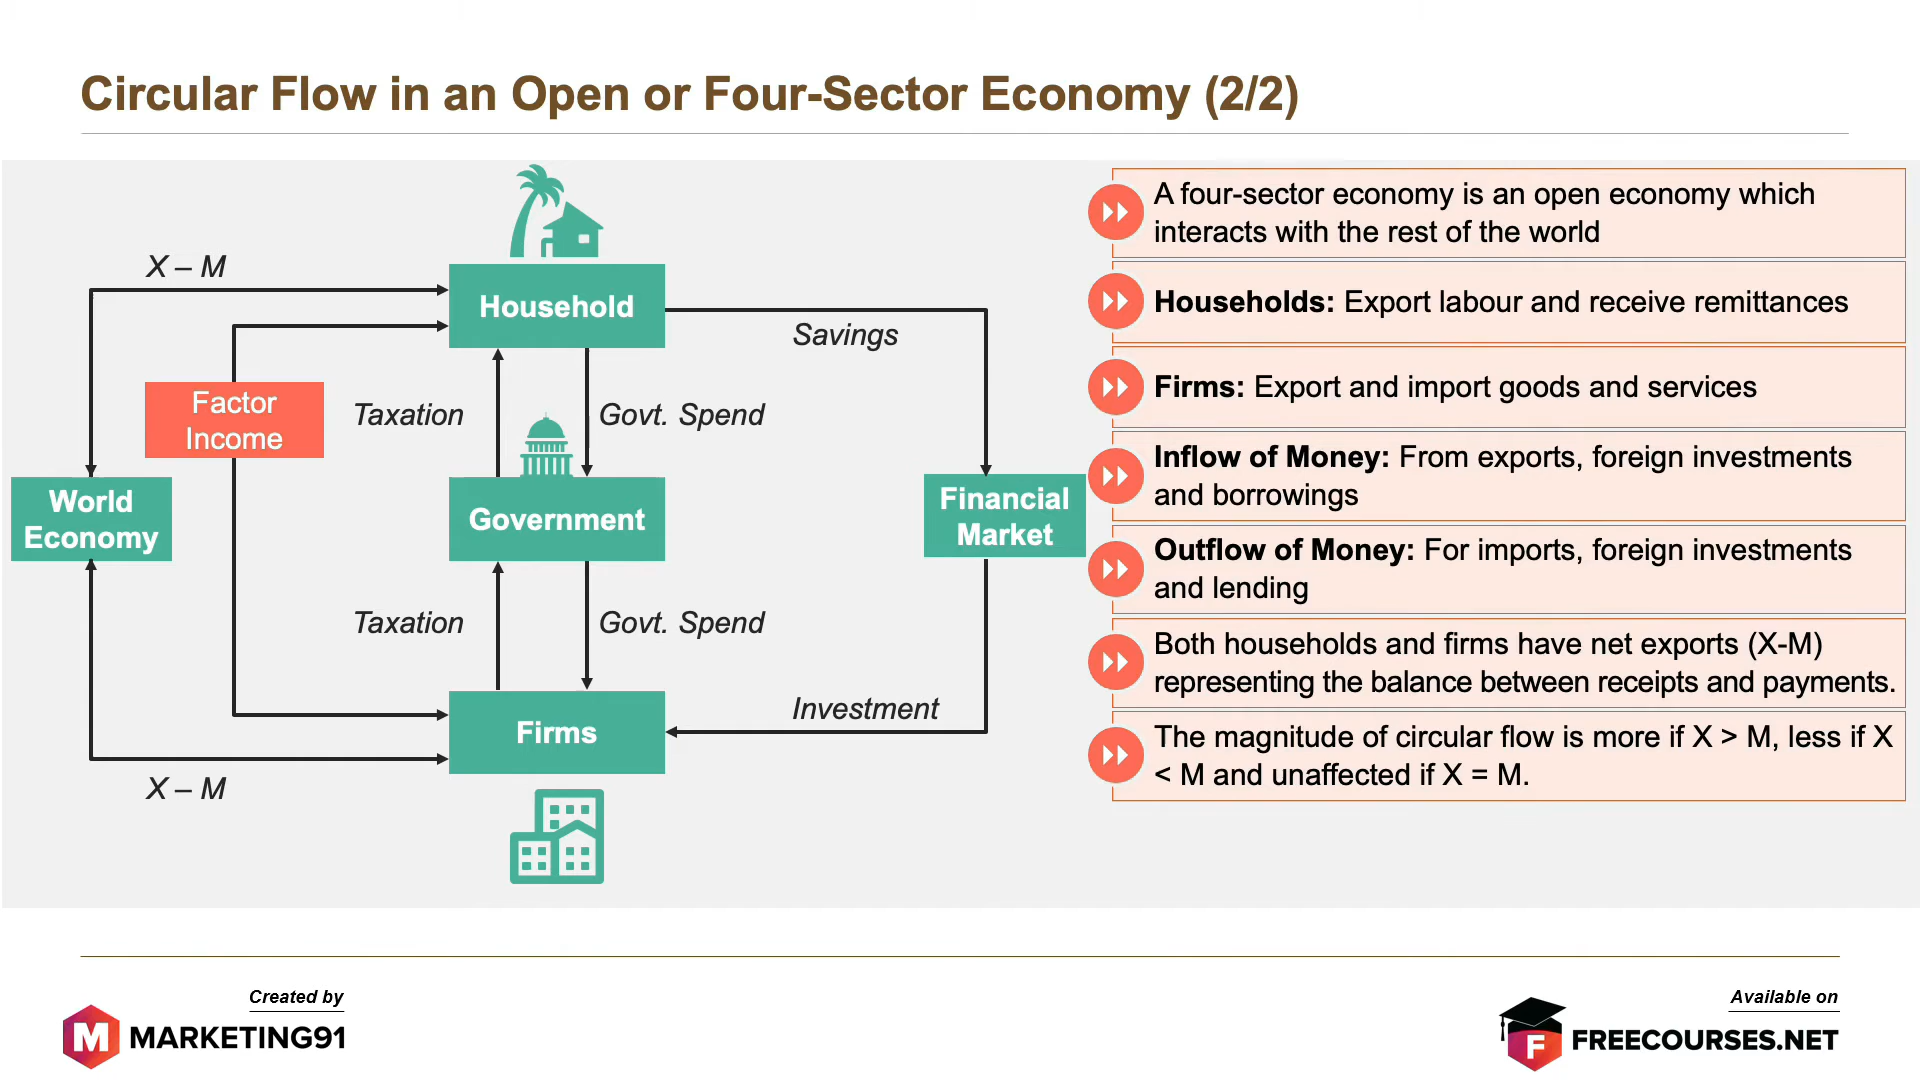 Circular Flow in an Open or Four-Sector Economy (2/2)
X – M
Household
Savings
Factor
Income
Taxation
Govt. Spend
World
Economy
Government
Financial
Market
Taxation
Govt. Spend
Investment
Firms
X – M
A four-sector economy is an open economy which
interacts with the rest of the world
Households: Export labour and receive remittances
Firms: Export and import goods and services
Inflow of Money: From exports, foreign investments
and borrowings
Outflow of Money: For imports, foreign investments
and lending
Both households and firms have net exports (X-M)
representing the balance between receipts and payments.
The magnitude of circular flow is more if X > M, less if X
< M and unaffected if X = M.
Created by
M MARKETING91
Available on
F FREECOURSES.NET